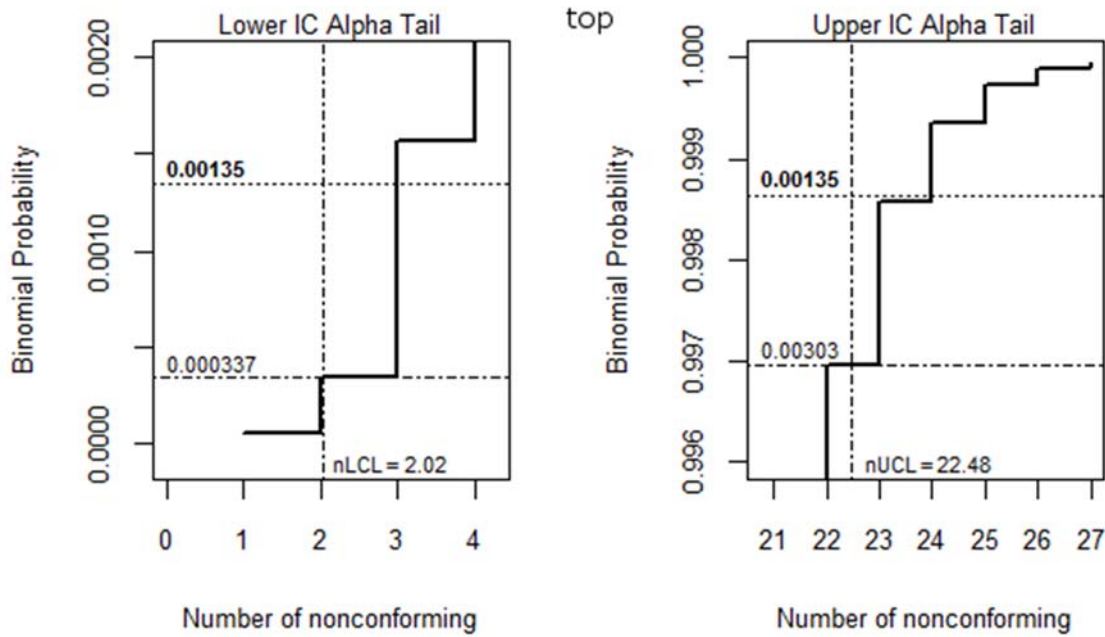 top
Lower IC Alpha Tail
Binomial Probability
0.0020
0.0010
0.0000
0.00135
0.000337
nLCL = 2.02
0 1 2 3 4
Number of nonconforming
Upper IC Alpha Tail
Binomial Probability
1.000
0.999
0.998
0.997
0.996
0.00135
0.00303
nUCL = 22.48
21 22 23 24 25 26 27
Number of nonconforming